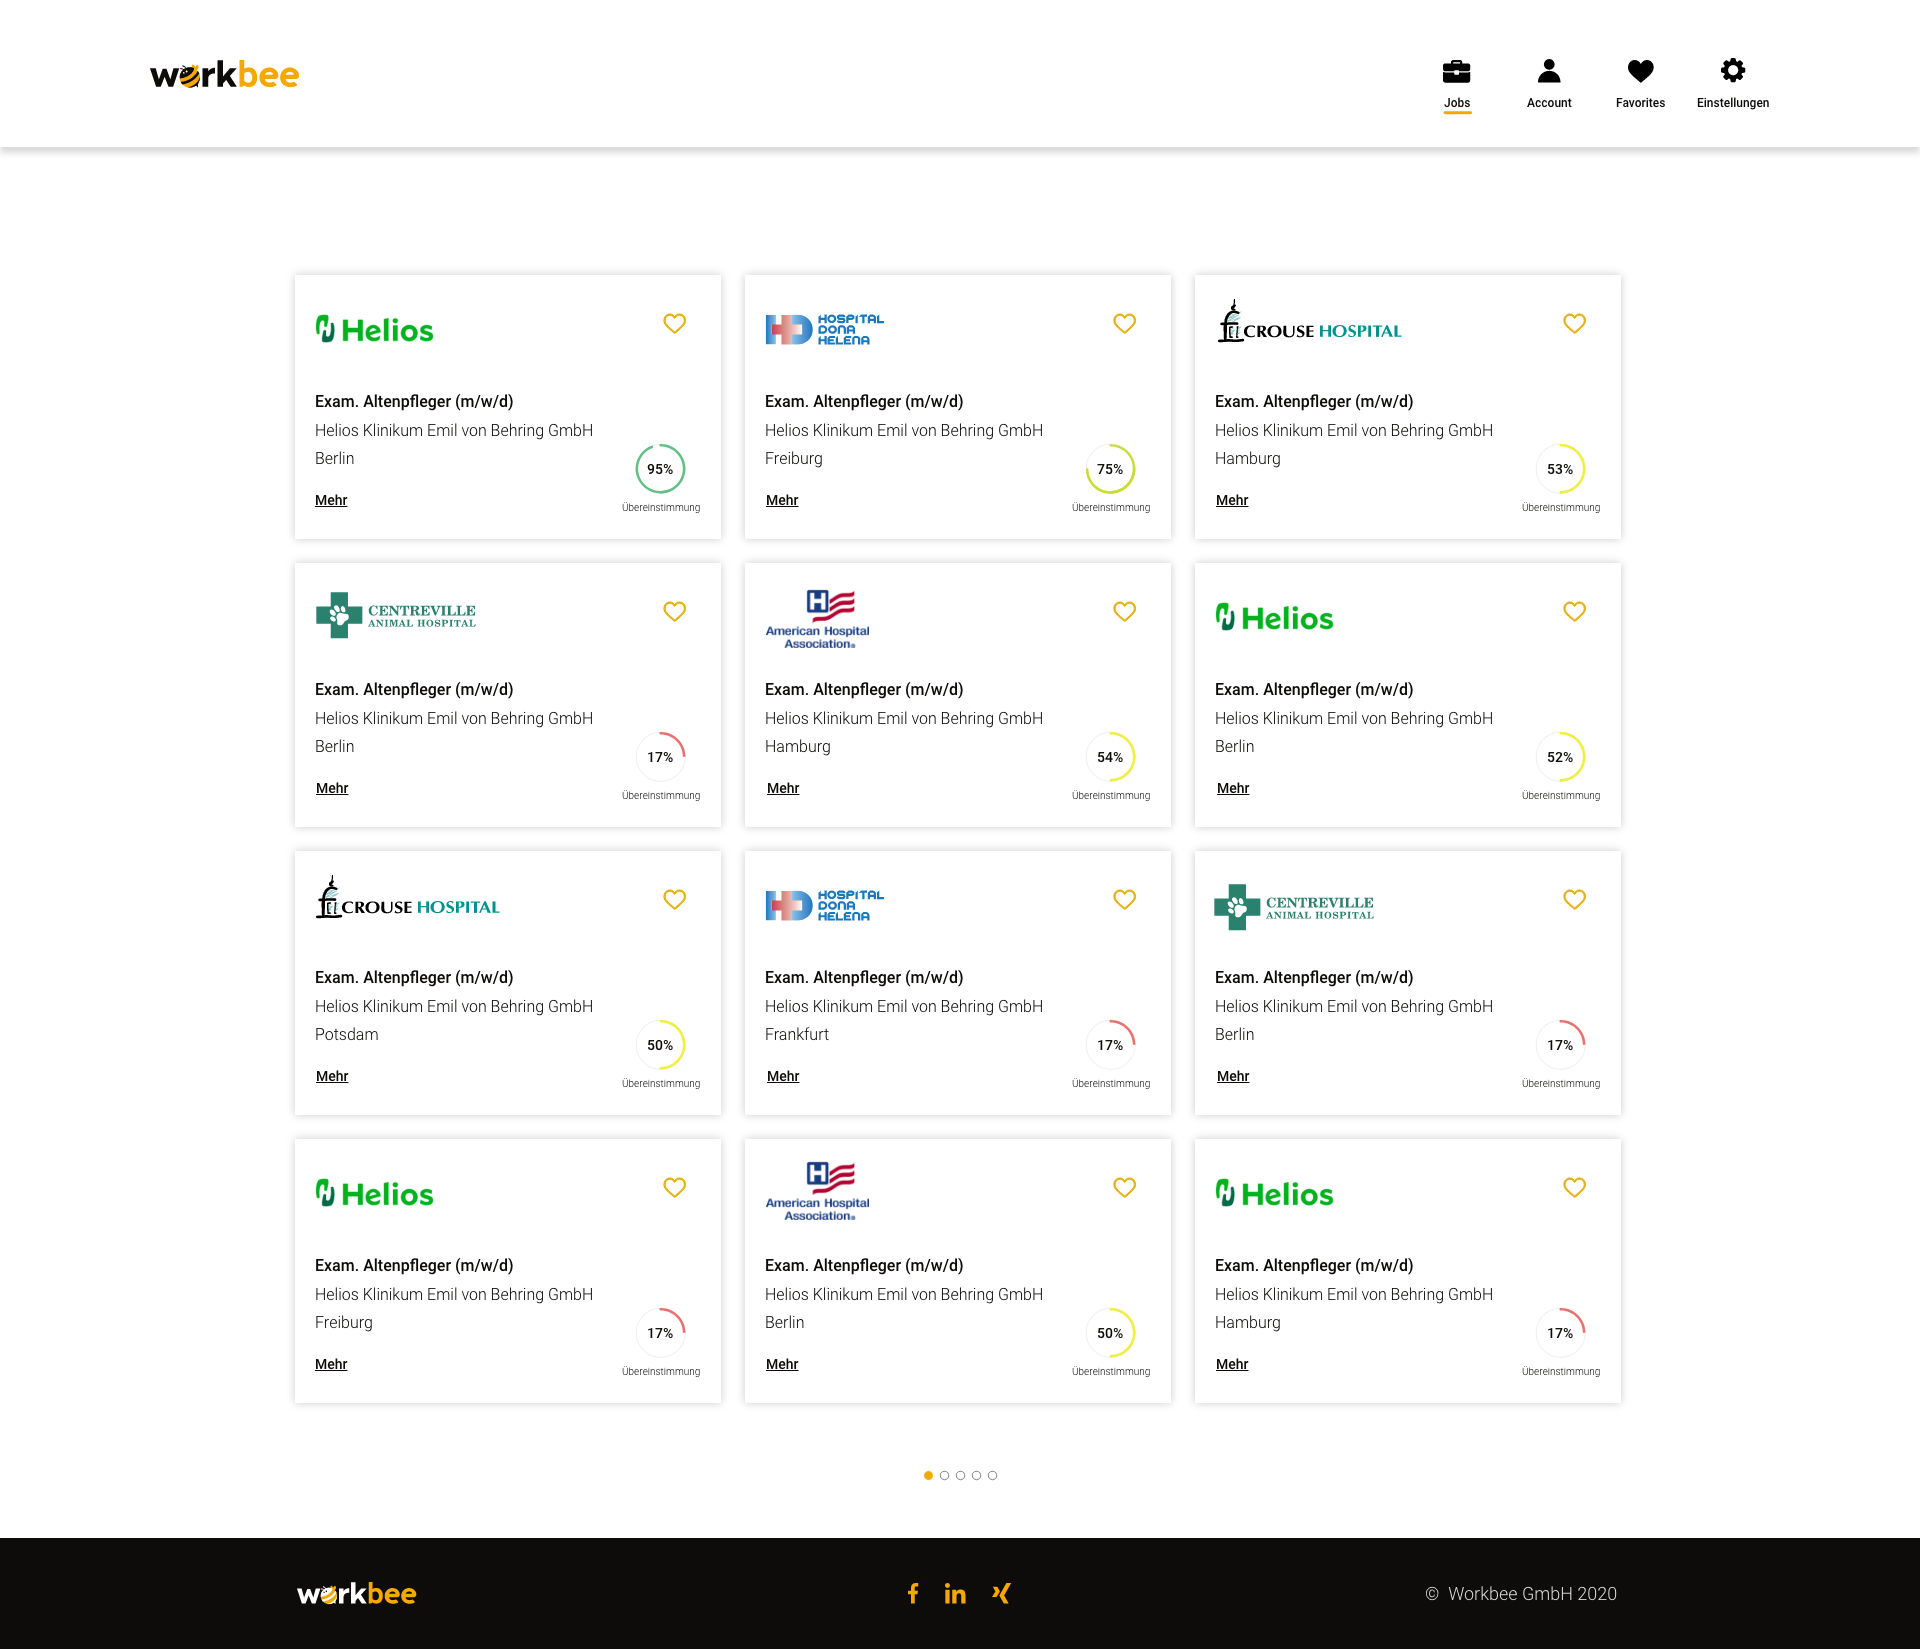 workbee
Jobs
Account
Favorites
Einstellungen
Helios
Exam. Altenpfleger (m/w/d)
Helios Klinikum Emil von Behring GmbH
Berlin
95%
Mehr
Übereinstimmung
HOSPITAL
DONA
HELENA
Exam. Altenpfleger (m/w/d)
Helios Klinikum Emil von Behring GmbH
Freiburg
75%
Mehr
Übereinstimmung
CROUSE HOSPITAL
Exam. Altenpfleger (m/w/d)
Helios Klinikum Emil von Behring GmbH
Hamburg
53%
Mehr
Übereinstimmung
CENTREVILLE
ANIMAL HOSPITAL
Exam. Altenpfleger (m/w/d)
Helios Klinikum Emil von Behring GmbH
Berlin
17%
Mehr
Übereinstimmung
H
American Hospital
Association®
Exam. Altenpfleger (m/w/d)
Helios Klinikum Emil von Behring GmbH
Hamburg
54%
Mehr
Übereinstimmung
Helios
Exam. Altenpfleger (m/w/d)
Helios Klinikum Emil von Behring GmbH
Berlin
52%
Mehr
Übereinstimmung
CROUSE HOSPITAL
Exam. Altenpfleger (m/w/d)
Helios Klinikum Emil von Behring GmbH
Potsdam
50%
Mehr
Übereinstimmung
HOSPITAL
DONA
HELENA
Exam. Altenpfleger (m/w/d)
Helios Klinikum Emil von Behring GmbH
Frankfurt
17%
Mehr
Übereinstimmung
CENTREVILLE
ANIMAL HOSPITAL
Exam. Altenpfleger (m/w/d)
Helios Klinikum Emil von Behring GmbH
Berlin
17%
Mehr
Übereinstimmung
Helios
Exam. Altenpfleger (m/w/d)
Helios Klinikum Emil von Behring GmbH
Freiburg
17%
Mehr
Übereinstimmung
H
American Hospital
Association®
Exam. Altenpfleger (m/w/d)
Helios Klinikum Emil von Behring GmbH
Berlin
50%
Mehr
Übereinstimmung
Helios
Exam. Altenpfleger (m/w/d)
Helios Klinikum Emil von Behring GmbH
Hamburg
17%
Mehr
Übereinstimmung
workbee
© Workbee GmbH 2020